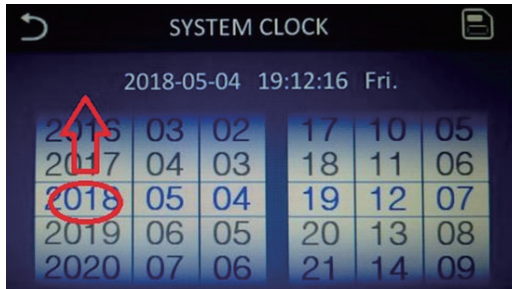 SYSTEM CLOCK
2018-05-04 19:12:16 Fri.
2016 03 02 17 10 05
2017 04 03 18 11 06
2018 05 04 19 12 07
2019 06 05 20 13 08
2020 07 06 21 14 09